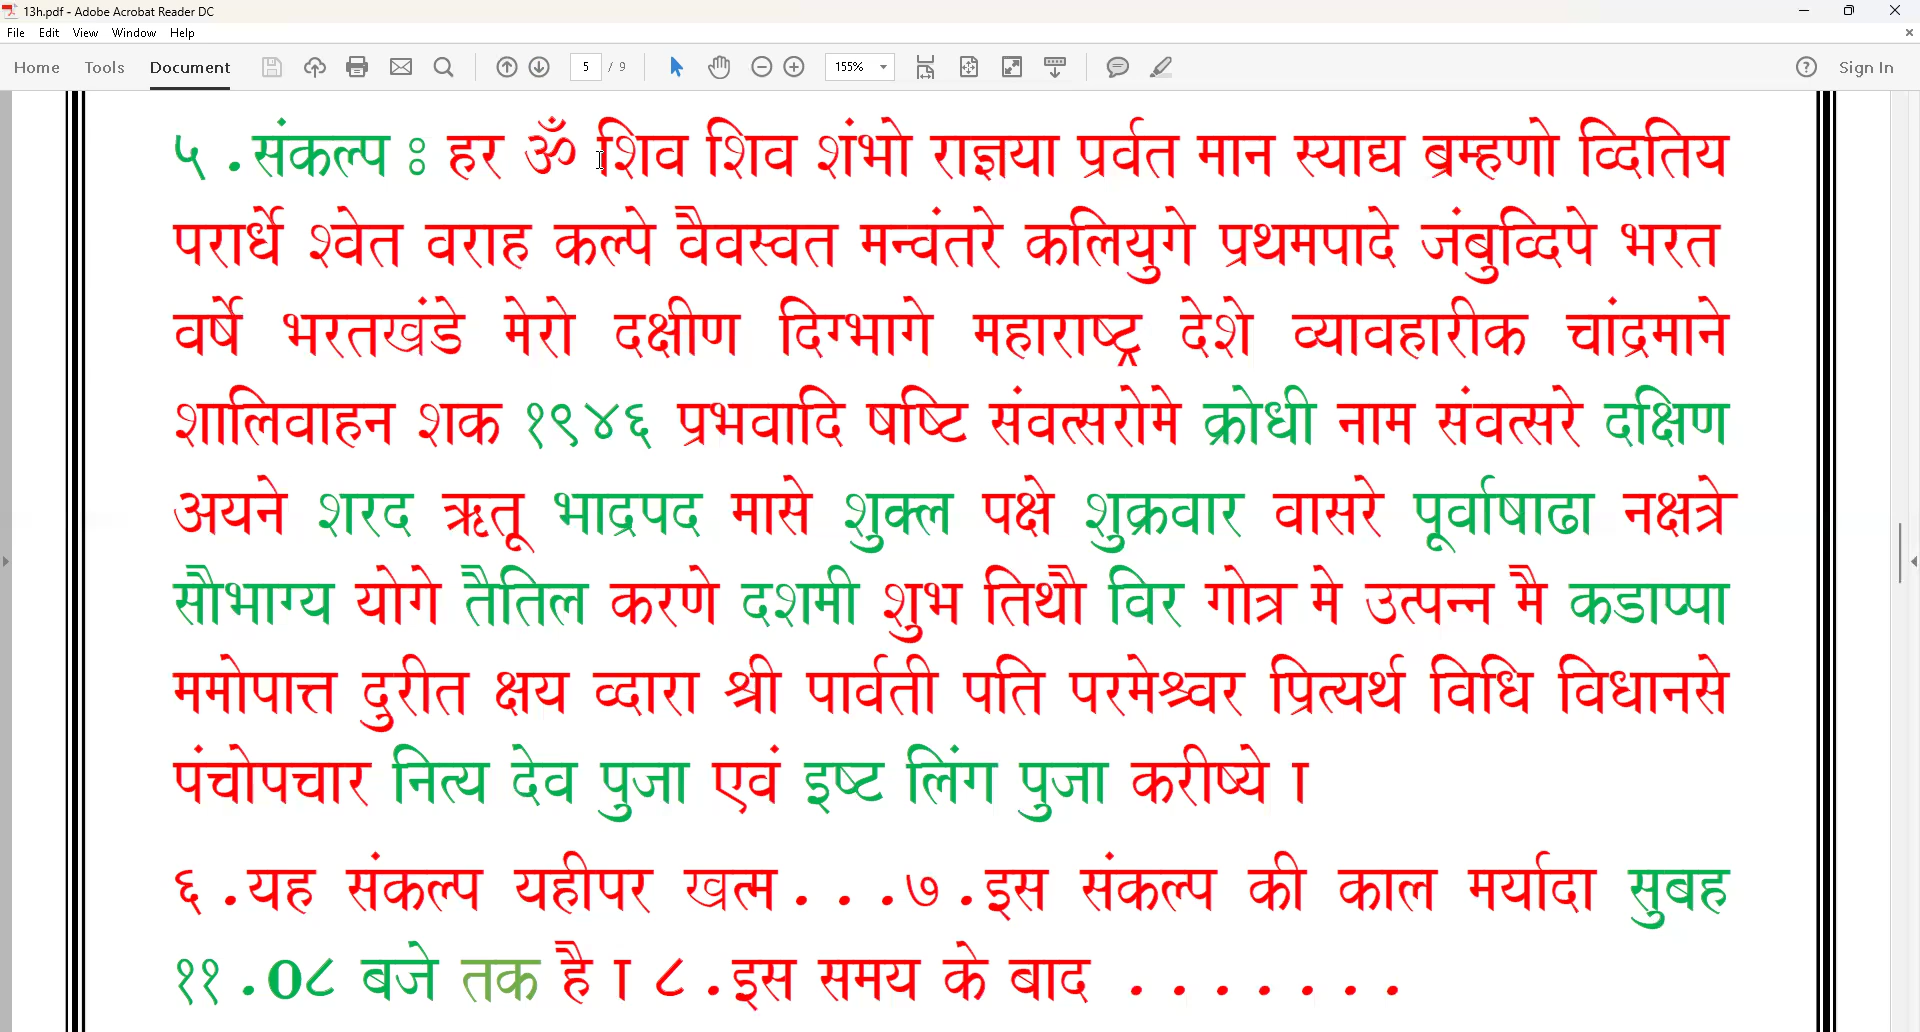 13h.pdf - Adobe Acrobat Reader DC
File Edit View Window Help
Home Tools Document 5 / 9 155% Sign In
५.संकल्प : हर ॐ शिव शिव शंभो राज्ञया प्रर्वत मान स्याद्य ब्रम्हणो व्दितिय
परार्धे श्वेत वराह कल्पे वैवस्वत मन्वंतरे कलियुगे प्रथमपादे जंबुव्दिपे भरत
वर्षे भरतखंडे मेरो दक्षीण दिग्भागे महाराष्ट्र देशे व्यावहारीक चांद्रमाने
शालिवाहन शक १९४६ प्रभवादि षष्टि संवत्सरोमे क्रोधी नाम संवत्सरे दक्षिण
अयने शरद ऋतू भाद्रपद मासे शुक्ल पक्षे शुक्रवार वासरे पूर्वाषाढा नक्षत्रे
सौभाग्य योगे तैतिल करणे दशमी शुभ तिथौ विर गोत्र मे उत्पन्न मै कडाप्पा
ममोपात्त दुरीत क्षय व्दारा श्री पार्वती पति परमेश्वर प्रित्यर्थ विधि विधानसे
पंचोपचार नित्य देव पुजा एवं इष्ट लिंग पुजा करीष्ये ।
६.यह संकल्प यहीपर खत्म...७.इस संकल्प की काल मर्यादा सुबह
११.०८ बजे तक है । ८.इस समय के बाद .......